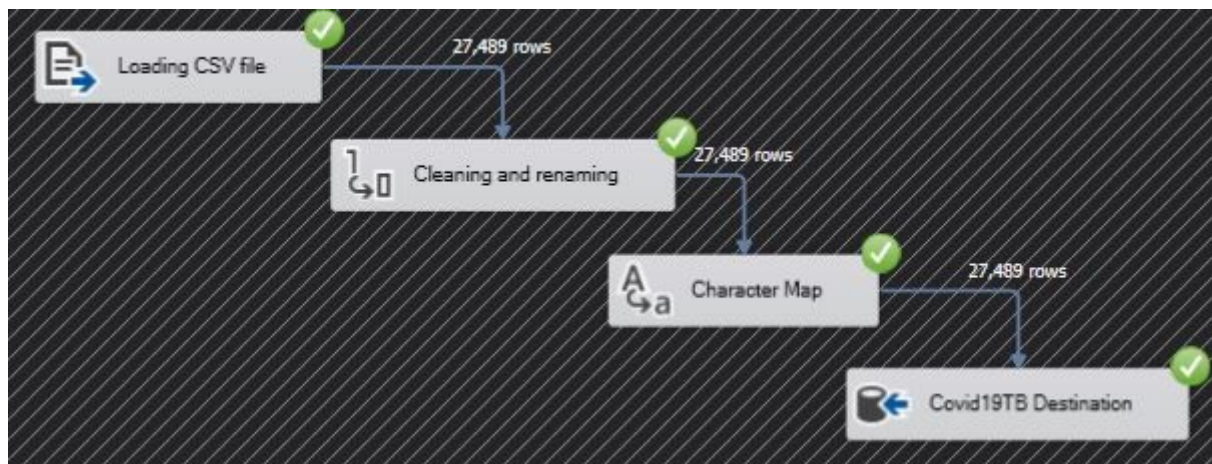 Loading CSV file
27,489 rows
Cleaning and renaming
27,489 rows
Character Map
27,489 rows
Covid19TB Destination